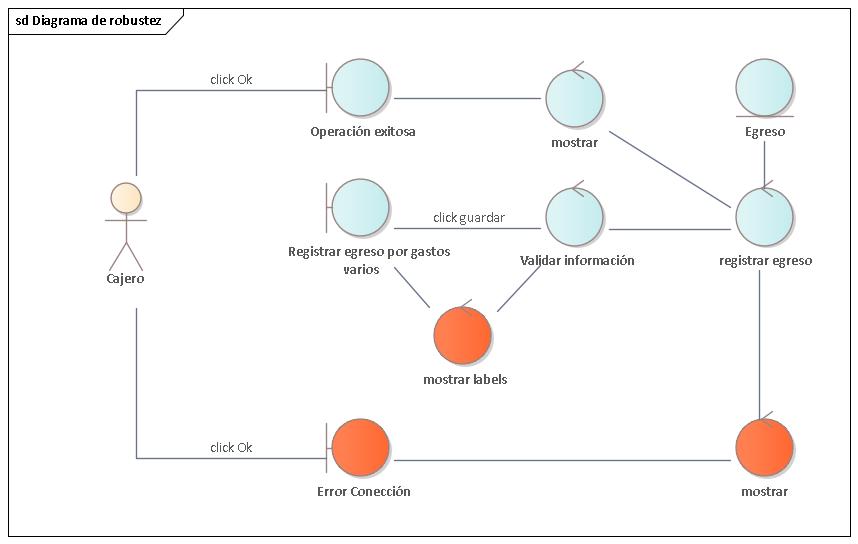 sd Diagrama de robustez
click Ok
Operación exitosa
mostrar
Egreso
click guardar
Registrar egreso por gastos
varios
Validar información
registrar egreso
Cajero
mostrar labels
click Ok
Error Conección
mostrar